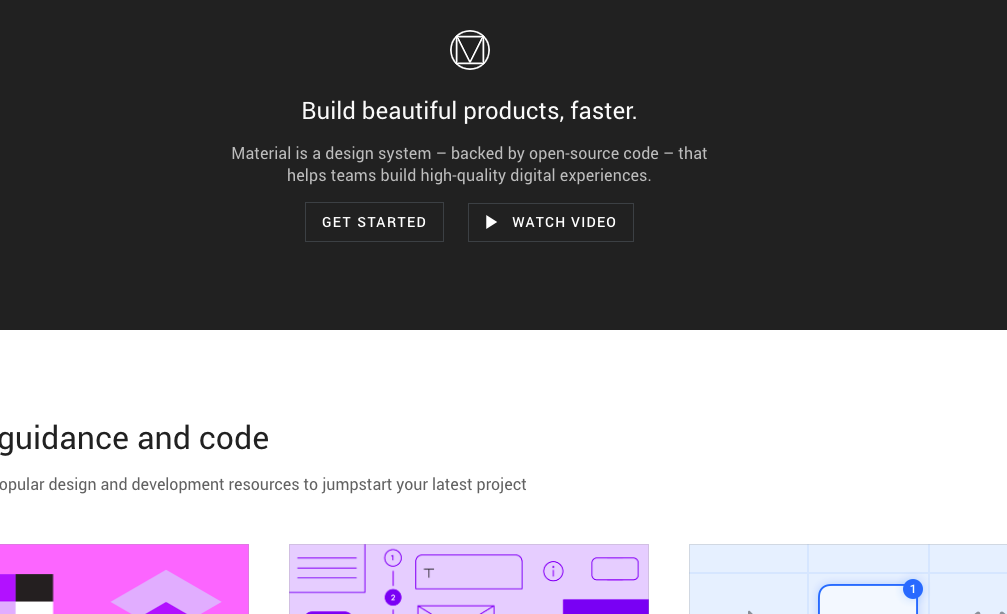 Build beautiful products, faster.
Material is a design system – backed by open-source code – that
helps teams build high-quality digital experiences.
GET STARTED
WATCH VIDEO
guidance and code
opular design and development resources to jumpstart your latest project
1
T
2
1